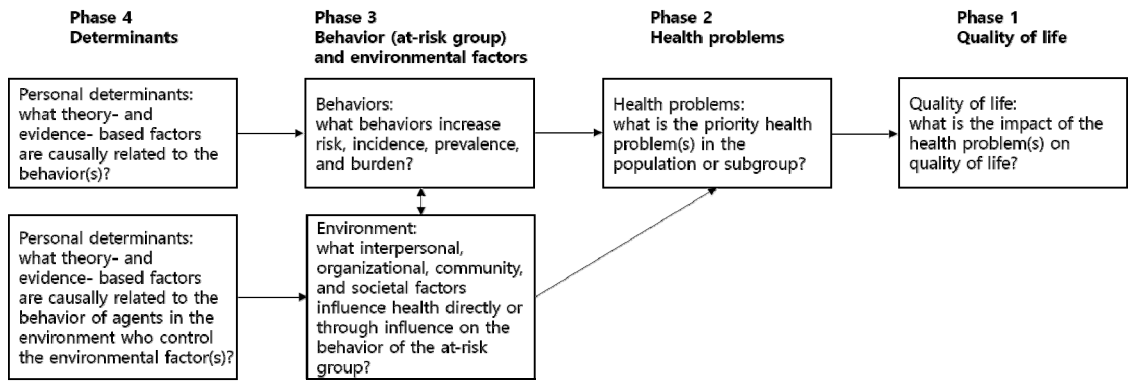 Phase 4
Determinants
Phase 3
Behavior (at-risk group)
and environmental factors
Phase 2
Health problems
Phase 1
Quality of life
Personal determinants:
what theory- and
evidence- based factors
are causally related to the
behavior(s)?
Behaviors:
what behaviors increase
risk, incidence, prevalence,
and burden?
Health problems:
what is the priority health
problem(s) in the
population or subgroup?
Quality of life:
what is the impact of the
health problem(s) on
quality of life?
Personal determinants:
what theory- and
evidence- based factors
are causally related to the
behavior of agents in the
environment who control
the environmental factor(s)?
Environment:
what interpersonal,
organizational, community,
and societal factors
influence health directly or
through influence on the
behavior of the at-risk
group?